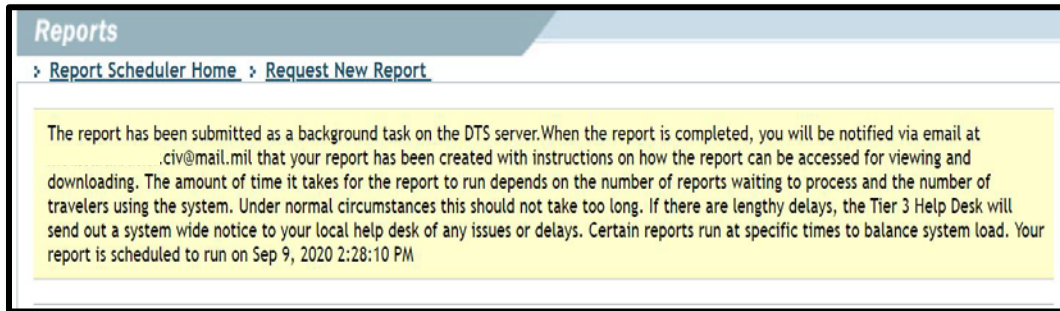 Reports
› Report Scheduler Home › Request New Report
The report has been submitted as a background task on the DTS server.When the report is completed, you will be notified via email at
.civ@mail.mil that your report has been created with instructions on how the report can be accessed for viewing and
downloading. The amount of time it takes for the report to run depends on the number of reports waiting to process and the number of
travelers using the system. Under normal circumstances this should not take too long. If there are lengthy delays, the Tier 3 Help Desk will
send out a system wide notice to your local help desk of any issues or delays. Certain reports run at specific times to balance system load. Your
report is scheduled to run on Sep 9, 2020 2:28:10 PM